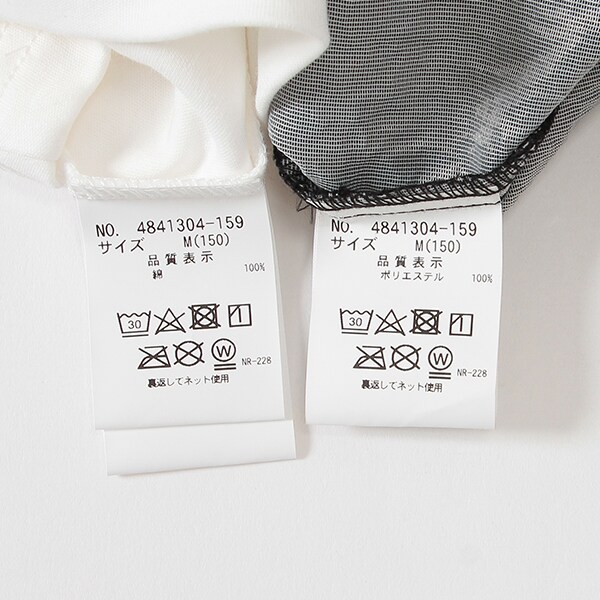 NO. 4841304-159
サイズ M(150)
品質表示
綿 100%
30
W
NR-228
裏返してネット使用
NO. 4841304-159
サイズ M(150)
品質表示
ポリエステル 100%
30
W
NR-228
裏返してネット使用